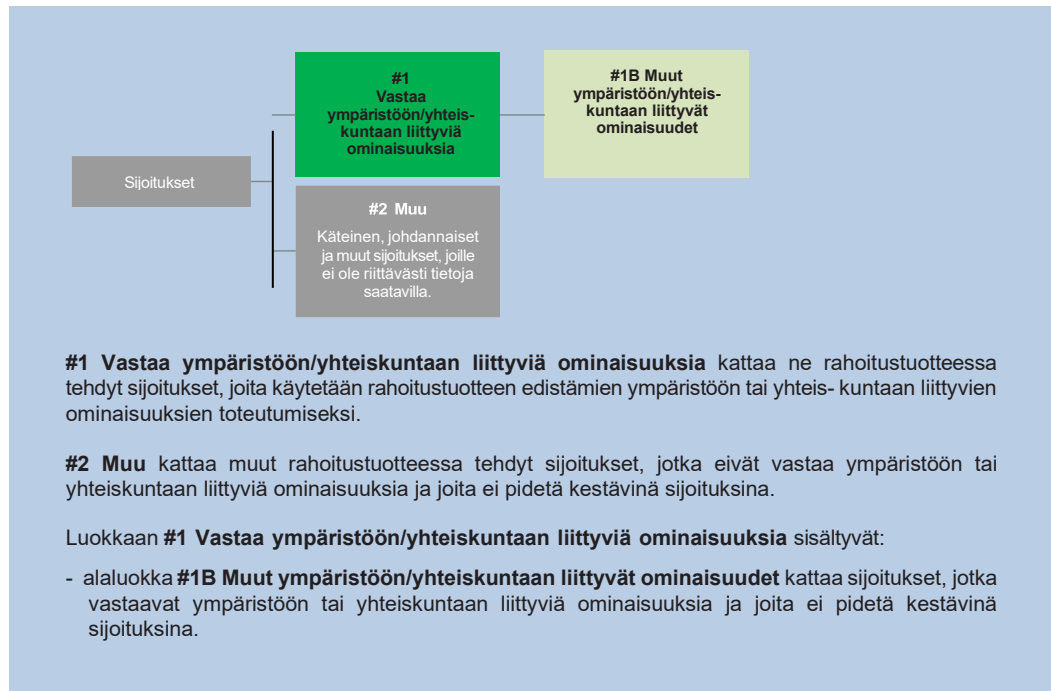 #1
Vastaa
ympäristöön/yhteis-
kuntaan liittyviä
ominaisuuksia
#1B Muut
ympäristöön/yhteis-
kuntaan liittyvät
ominaisuudet
Sijoitukset
#2 Muu
Käteinen, johdannaiset
ja muut sijoitukset, joille
ei ole riittävästi tietoja
saatavilla.
#1 Vastaa ympäristöön/yhteiskuntaan liittyviä ominaisuuksia kattaa ne rahoitustuotteessa
tehdyt sijoitukset, joita käytetään rahoitustuotteen edistämien ympäristöön tai yhteis- kuntaan liittyvien
ominaisuuksien toteutumiseksi.
#2 Muu kattaa muut rahoitustuotteessa tehdyt sijoitukset, jotka eivät vastaa ympäristöön tai
yhteiskuntaan liittyviä ominaisuuksia ja joita ei pidetä kestävinä sijoituksina.
Luokkaan #1 Vastaa ympäristöön/yhteiskuntaan liittyviä ominaisuuksia sisältyvät:
- alaluokka #1B Muut ympäristöön/yhteiskuntaan liittyvät ominaisuudet kattaa sijoitukset, jotka
vastaavat ympäristöön tai yhteiskuntaan liittyviä ominaisuuksia ja joita ei pidetä kestävinä
sijoituksina.